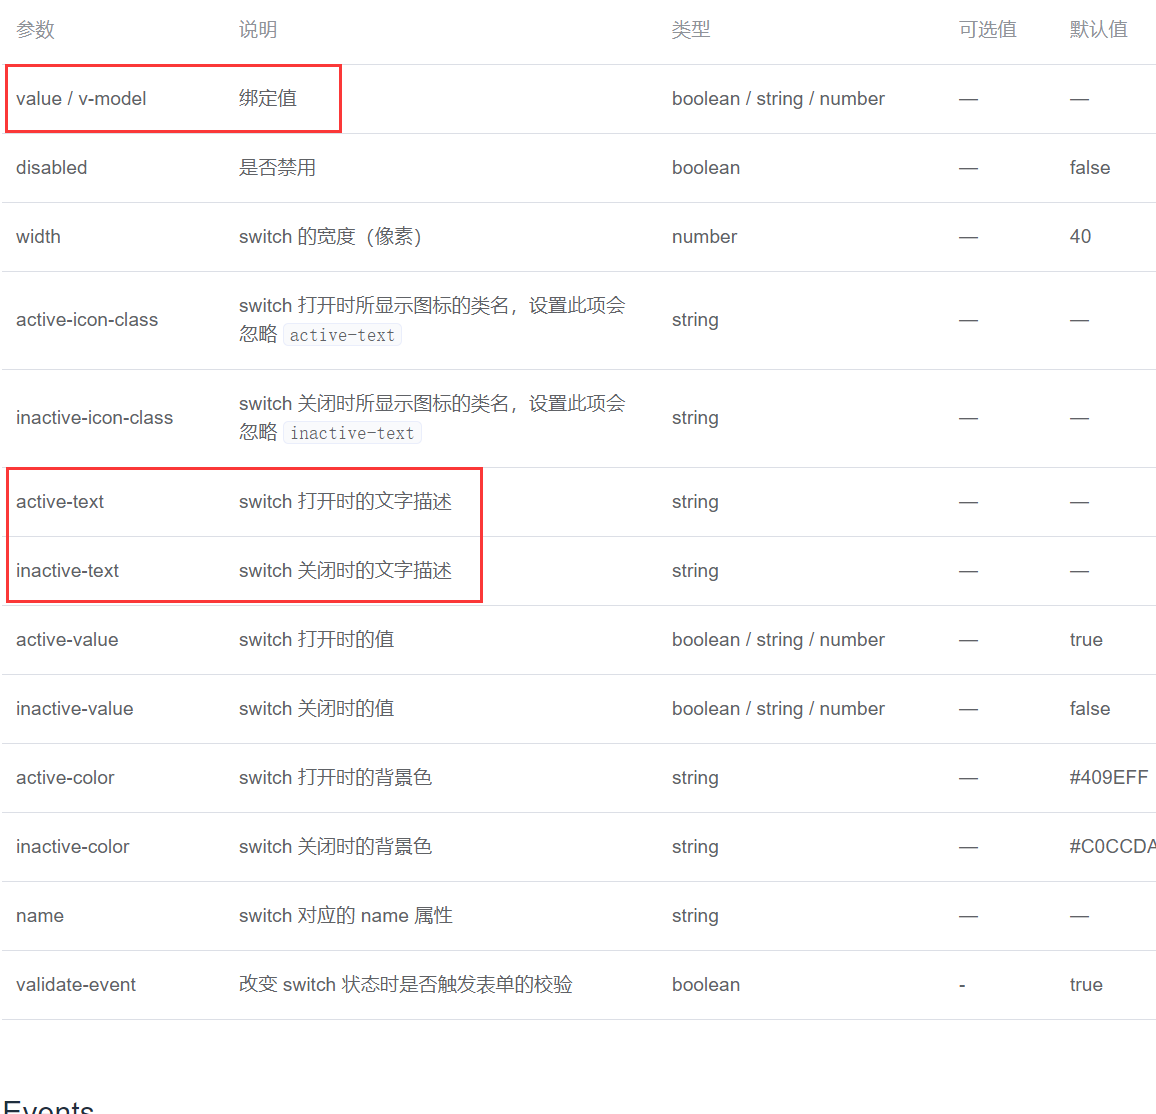 参数 说明 类型 可选值 默认值
value / v-model 绑定值 boolean / string / number — —
disabled 是否禁用 boolean — false
width switch 的宽度（像素） number — 40
active-icon-class switch 打开时所显示图标的类名，设置此项会 string — —
忽略 active-text
inactive-icon-class switch 关闭时所显示图标的类名，设置此项会 string — —
忽略 inactive-text
active-text switch 打开时的文字描述 string — —
inactive-text switch 关闭时的文字描述 string — —
active-value switch 打开时的值 boolean / string / number — true
inactive-value switch 关闭时的值 boolean / string / number — false
active-color switch 打开时的背景色 string — #409EFF
inactive-color switch 关闭时的背景色 string — #C0CCDA
name switch 对应的 name 属性 string — —
validate-event 改变 switch 状态时是否触发表单的校验 boolean - true
Events